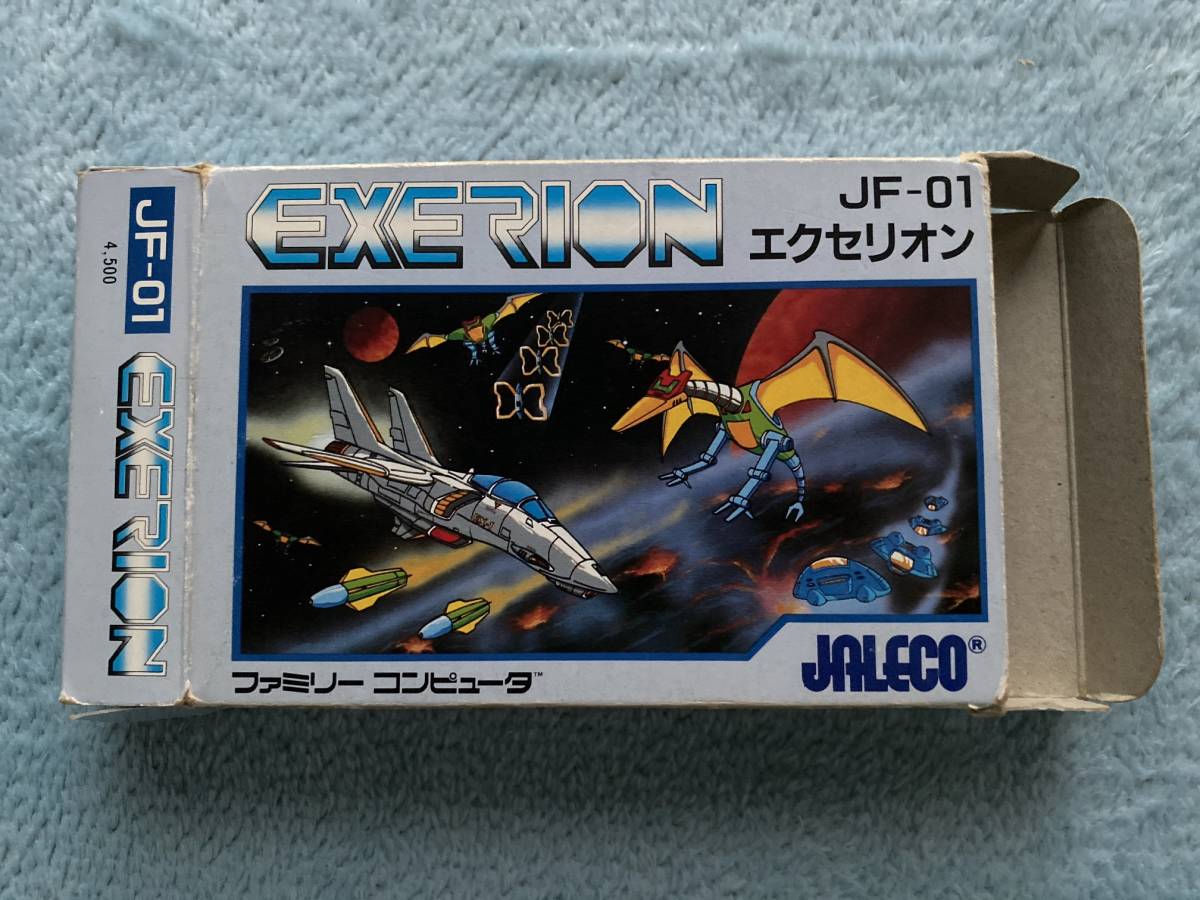 JF-01
4,500
EXERION
EXERION
JF-01
エクセリオン
EX-J
JALECO®
ファミリー コンピュータ™